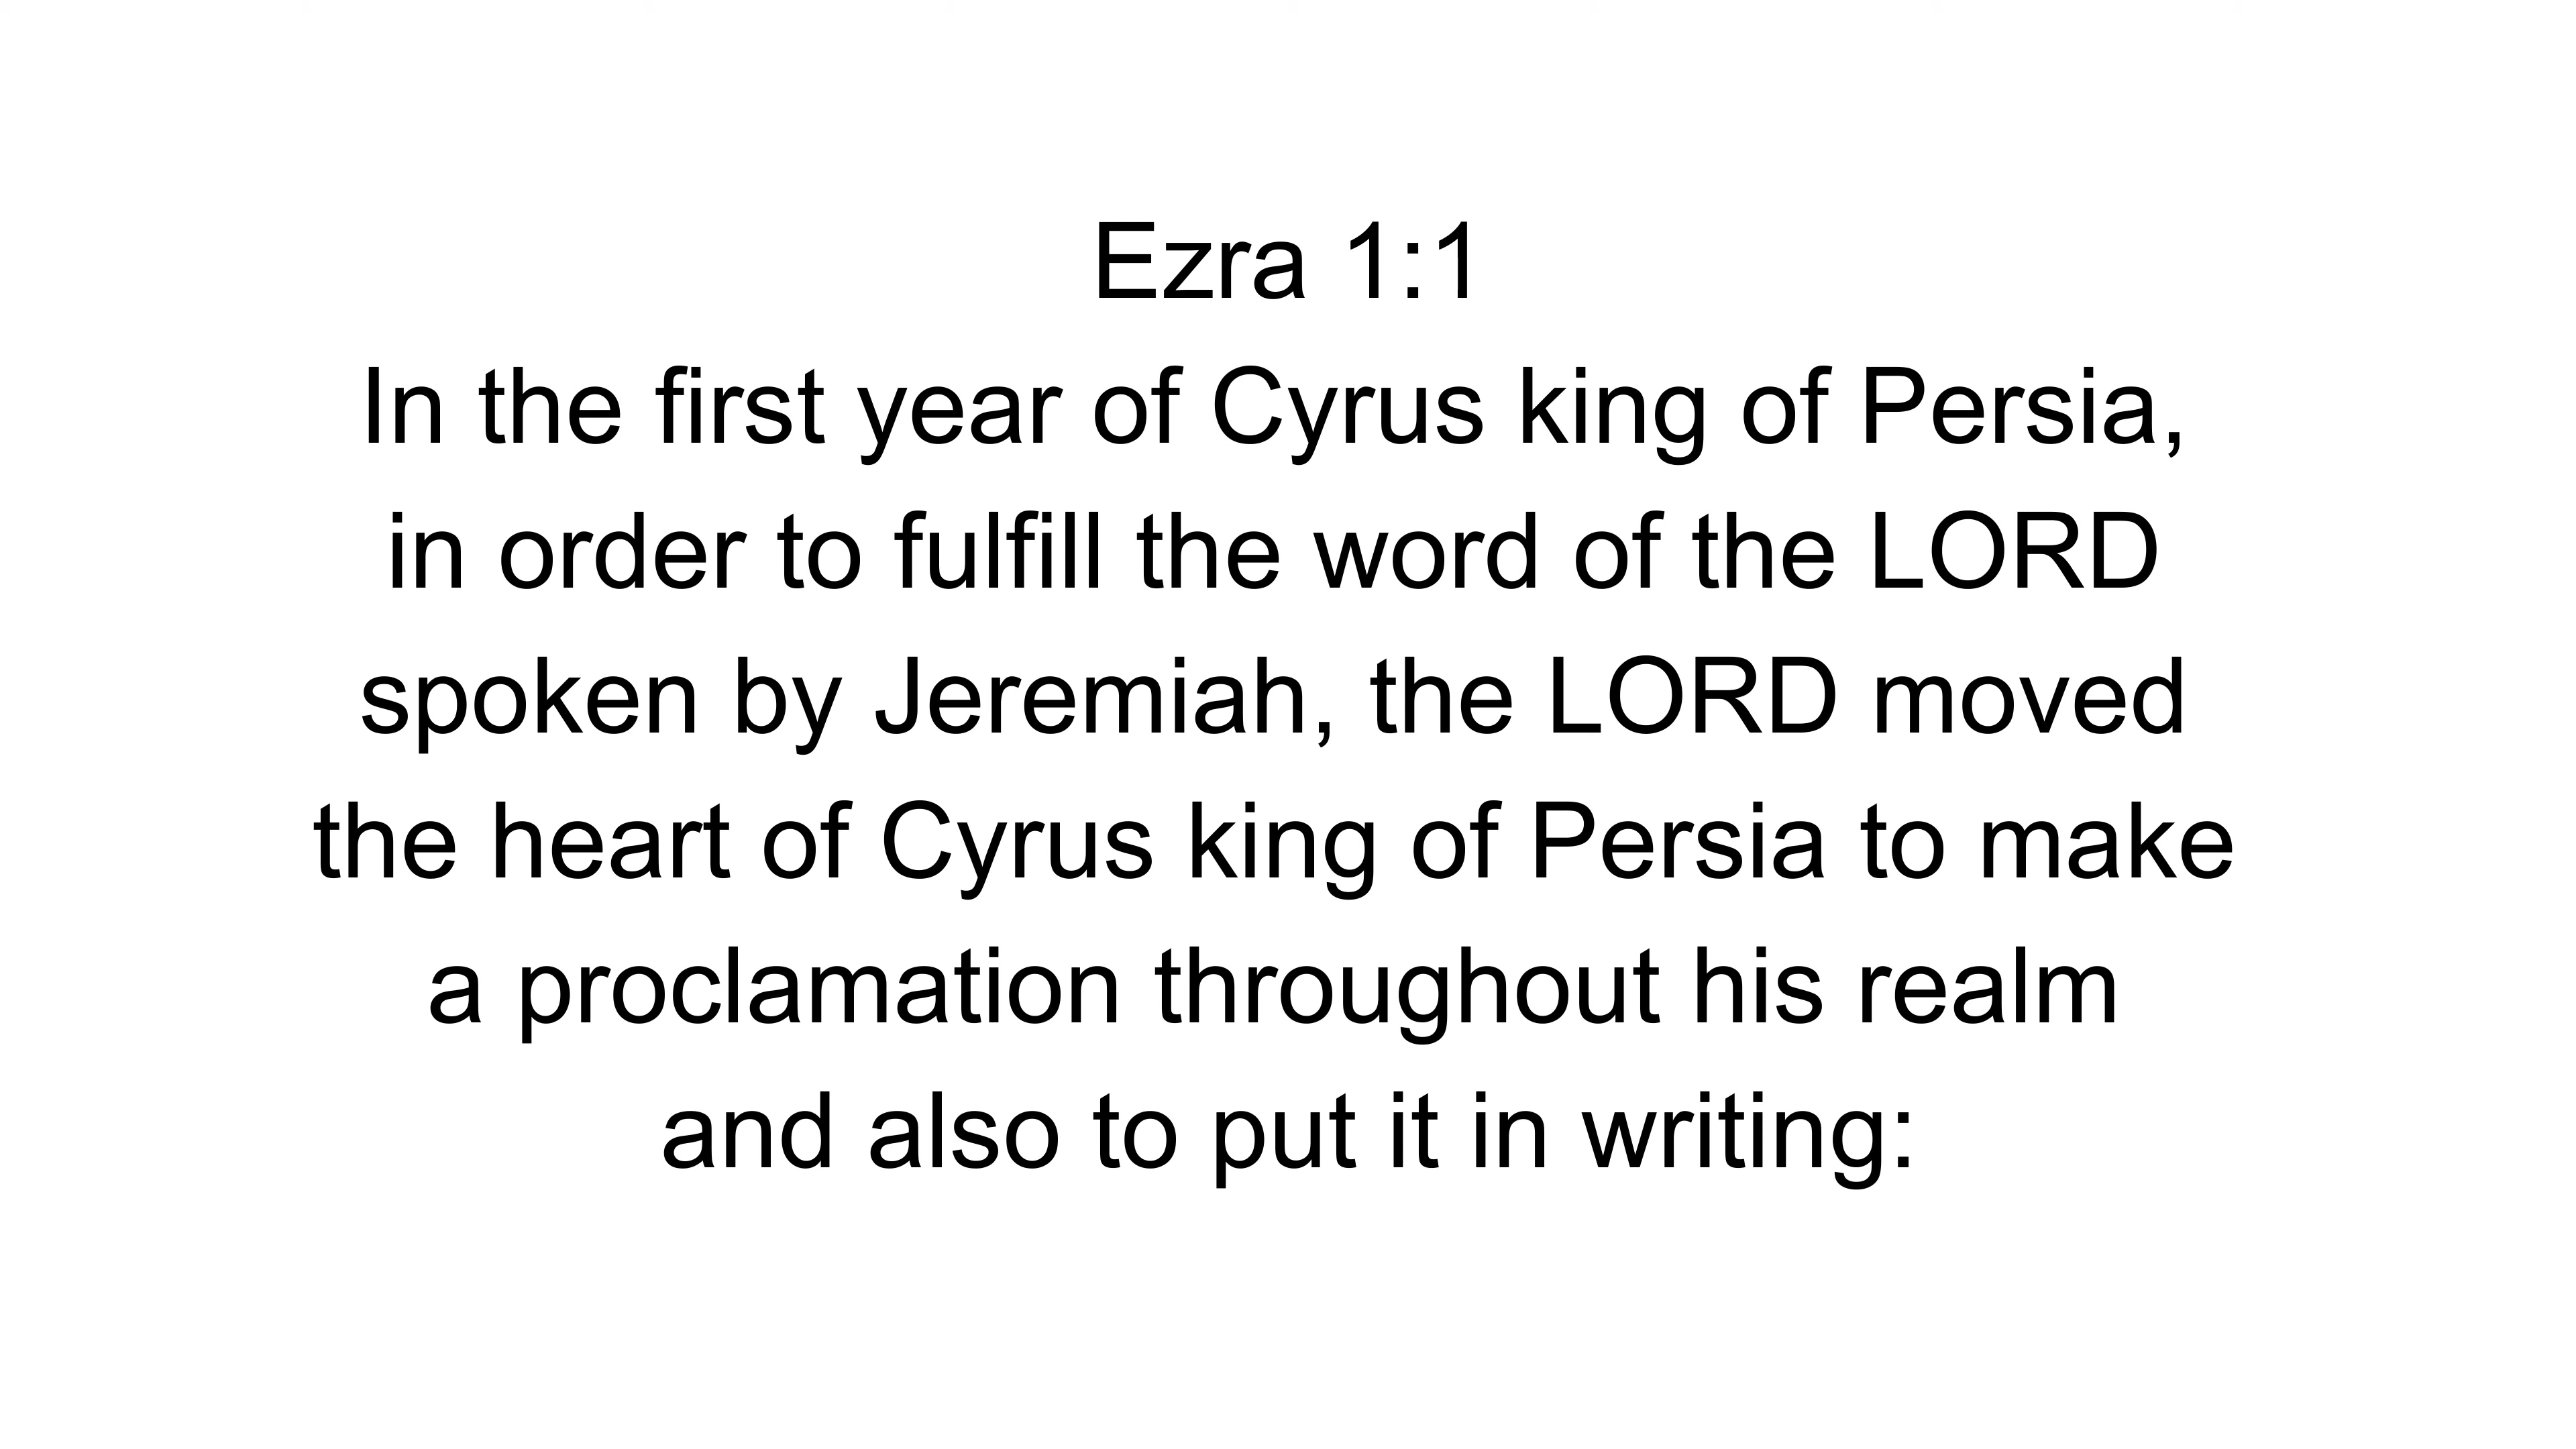 Ezra 1:1
In the first year of Cyrus king of Persia,
in order to fulfill the word of the LORD
spoken by Jeremiah, the LORD moved
the heart of Cyrus king of Persia to make
a proclamation throughout his realm
and also to put it in writing: